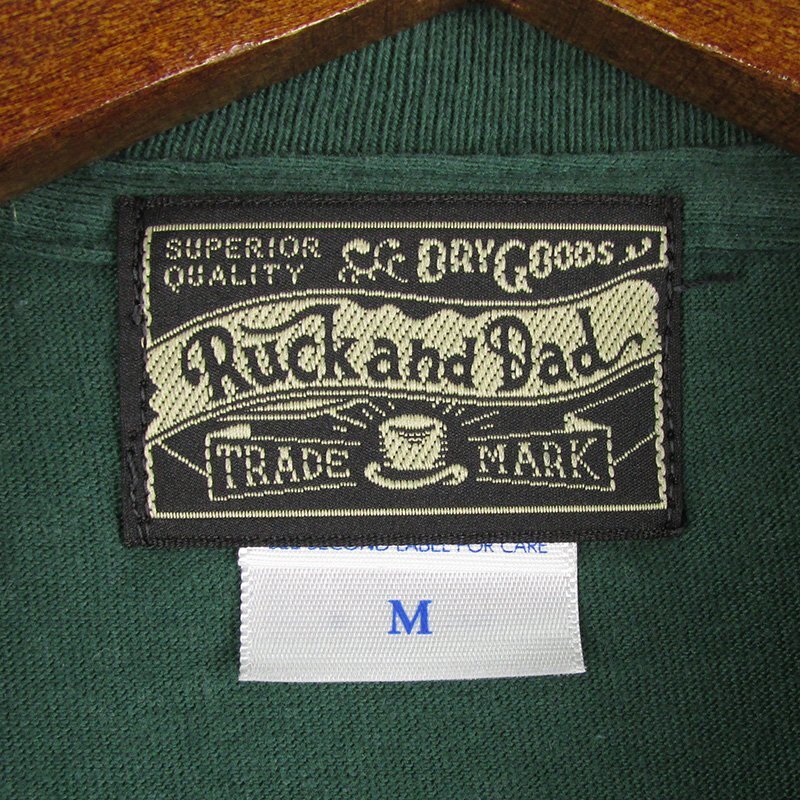 SUPERIOR
QUALITY
DRY GOODS
Ruck and Dad
TRADE MARK
SECOND LABEL FOR CARE
M